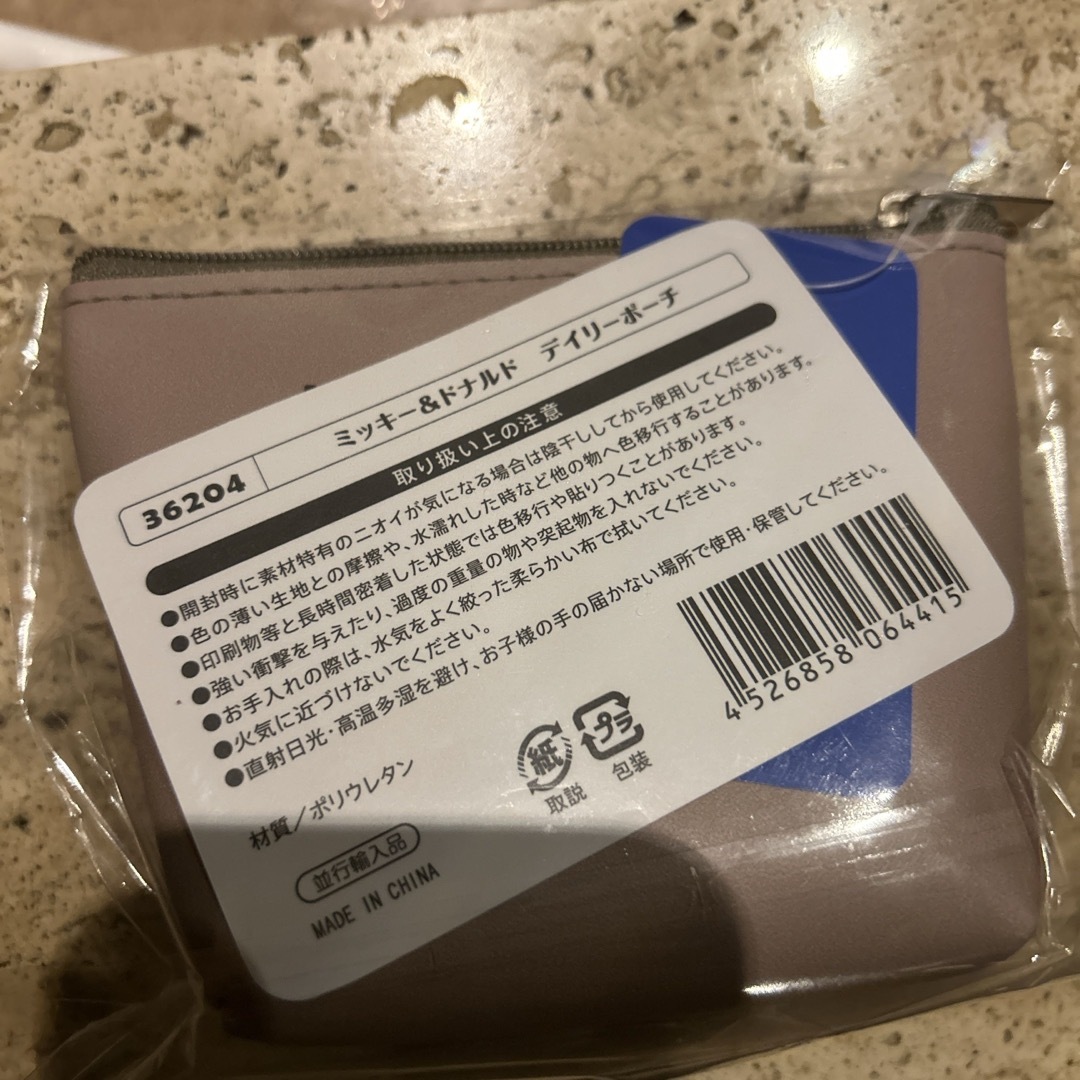 36204 ミッキー&ドナルド デイリーポーチ
取り扱い上の注意
●開封時に素材特有のニオイが気になる場合は陰干ししてから使用してください。
●色の薄い生地との摩擦や、水濡れした時など他の物へ色移行することがあります。
●印刷物等と長時間密着した状態では色移行や貼りつくことがあります。
●強い衝撃を与えたり、過度の重量の物や突起物を入れないでください。
●お手入れの際は、水気をよく絞った柔らかい布で拭いてください。
●火気に近づけないでください。
●直射日光・高温多湿を避け、お子様の手の届かない場所で使用・保管してください。
材質/ポリウレタン
並行輸入品
MADE IN CHINA
紙
取説
プラ
包装
4526858064415